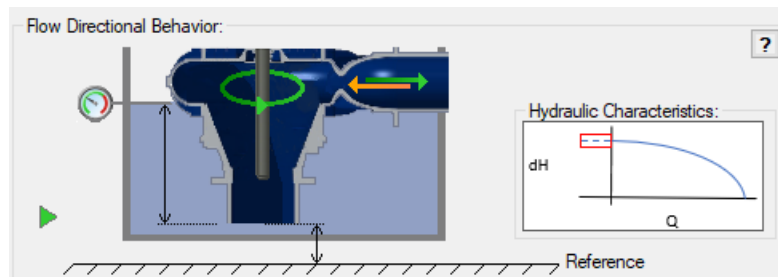 Flow Directional Behavior:
?
Hydraulic Characteristics:
dH
Q
Reference